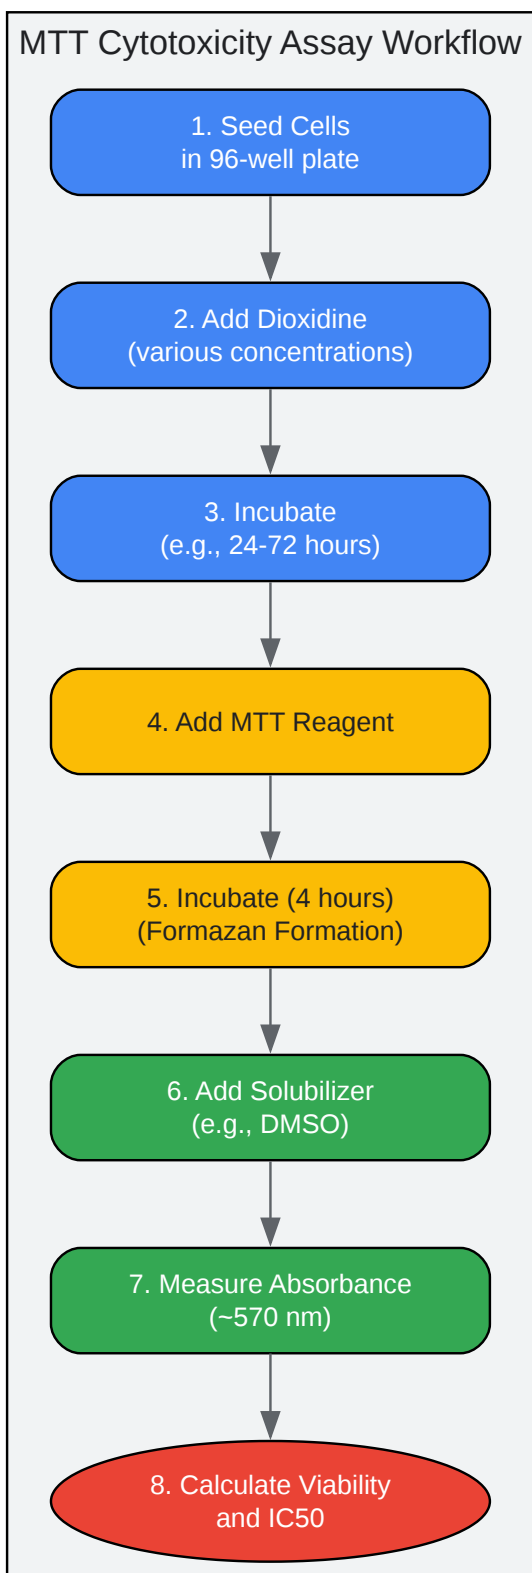 MTT Cytotoxicity Assay Workflow
1. Seed Cells
in 96-well plate
2. Add Dioxidine
(various concentrations)
3. Incubate
(e.g., 24-72 hours)
4. Add MTT Reagent
5. Incubate (4 hours)
(Formazan Formation)
6. Add Solubilizer
(e.g., DMSO)
7. Measure Absorbance
(~570 nm)
8. Calculate Viability
and IC50